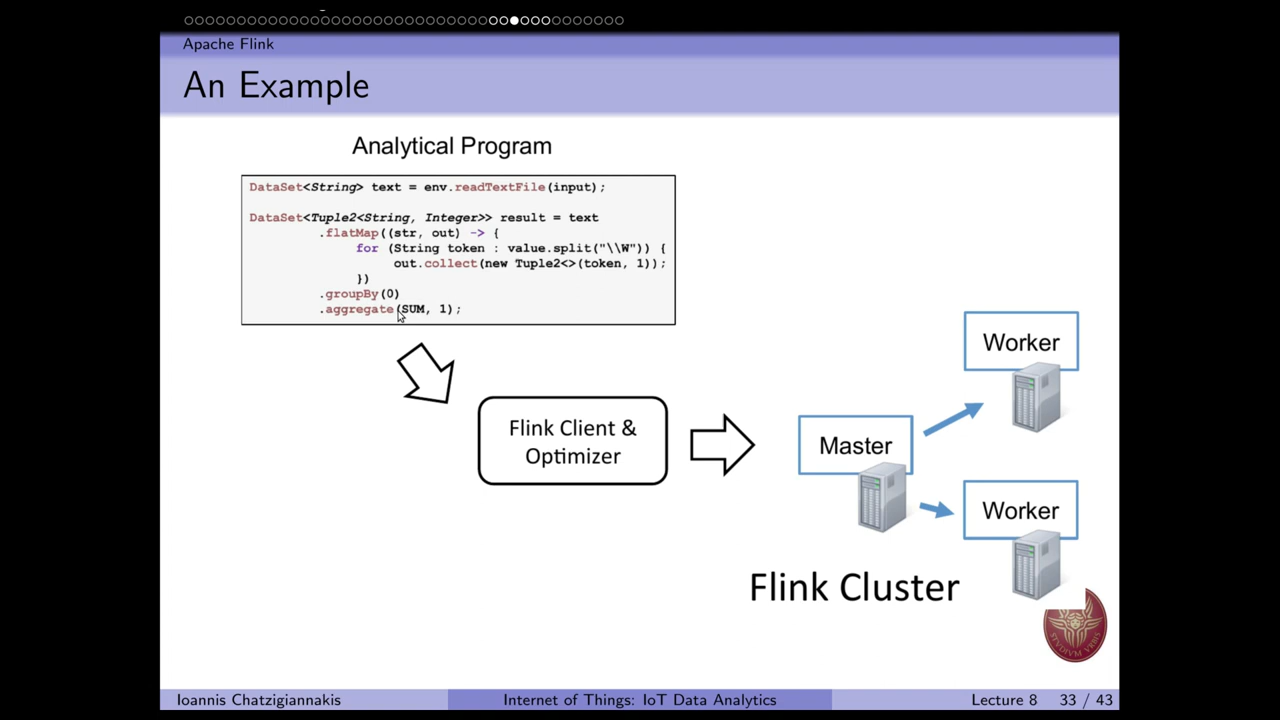 Apache Flink
An Example
Analytical Program
DataSet<String> text = env.readTextFile(input);
DataSet<Tuple2<String, Integer>> result = text
.flatMap((str, out) -> {
for (String token : value.split("\\W")) {
out.collect(new Tuple2<>(token, 1));
})
.groupBy(0)
.aggregate(SUM, 1);
Flink Client &
Optimizer
Master
Worker
Worker
Flink Cluster
STVDIVM VRBIS
Ioannis Chatzigiannakis
Internet of Things: IoT Data Analytics
Lecture 8
33 / 43